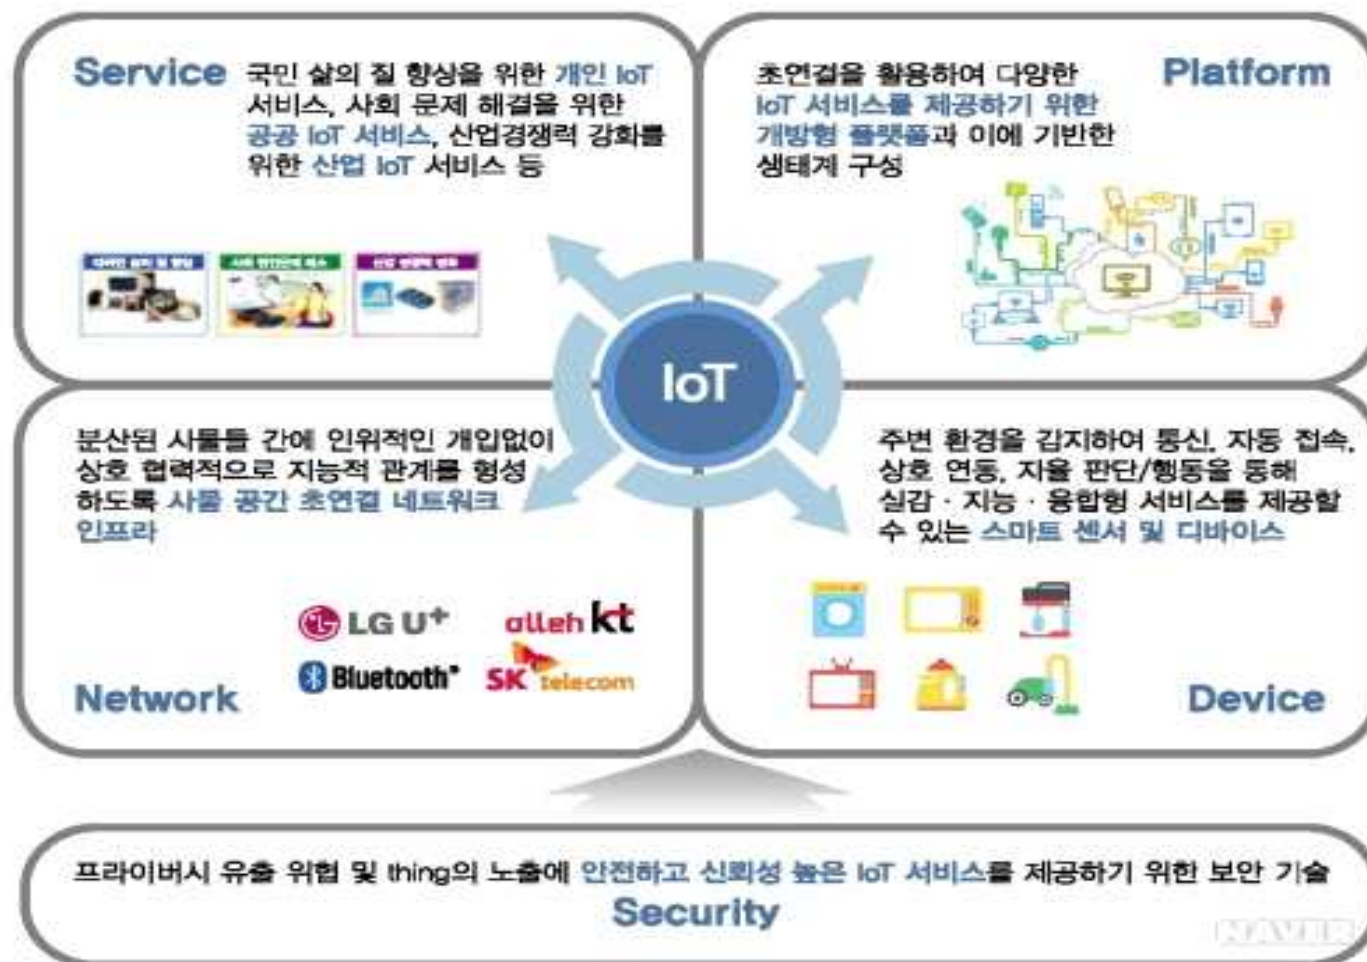 Service
국민 삶의 질 향상을 위한 개인 IoT
서비스, 사회 문제 해결을 위한
공공 IoT 서비스, 산업경쟁력 강화를
위한 산업 IoT 서비스 등
Platform
초연결을 활용하여 다양한
IoT 서비스를 제공하기 위한
개방형 플랫폼과 이에 기반한
생태계 구성
IoT
분산된 사물들 간에 인위적인 개입없이
상호 협력적으로 지능적 관계를 형성
하도록 사물 공간 초연결 네트워크
인프라
LG U+
olleh kt
Bluetooth
SK telecom
Network
주변 환경을 감지하여 통신, 자동 접속,
상호 연동, 자율 판단/행동을 통해
실감 · 지능 · 융합형 서비스를 제공할
수 있는 스마트 센서 및 디바이스
Device
프라이버시 유출 위협 및 thing의 노출에 안전하고 신뢰성 높은 IoT 서비스를 제공하기 위한 보안 기술
Security
NAVER